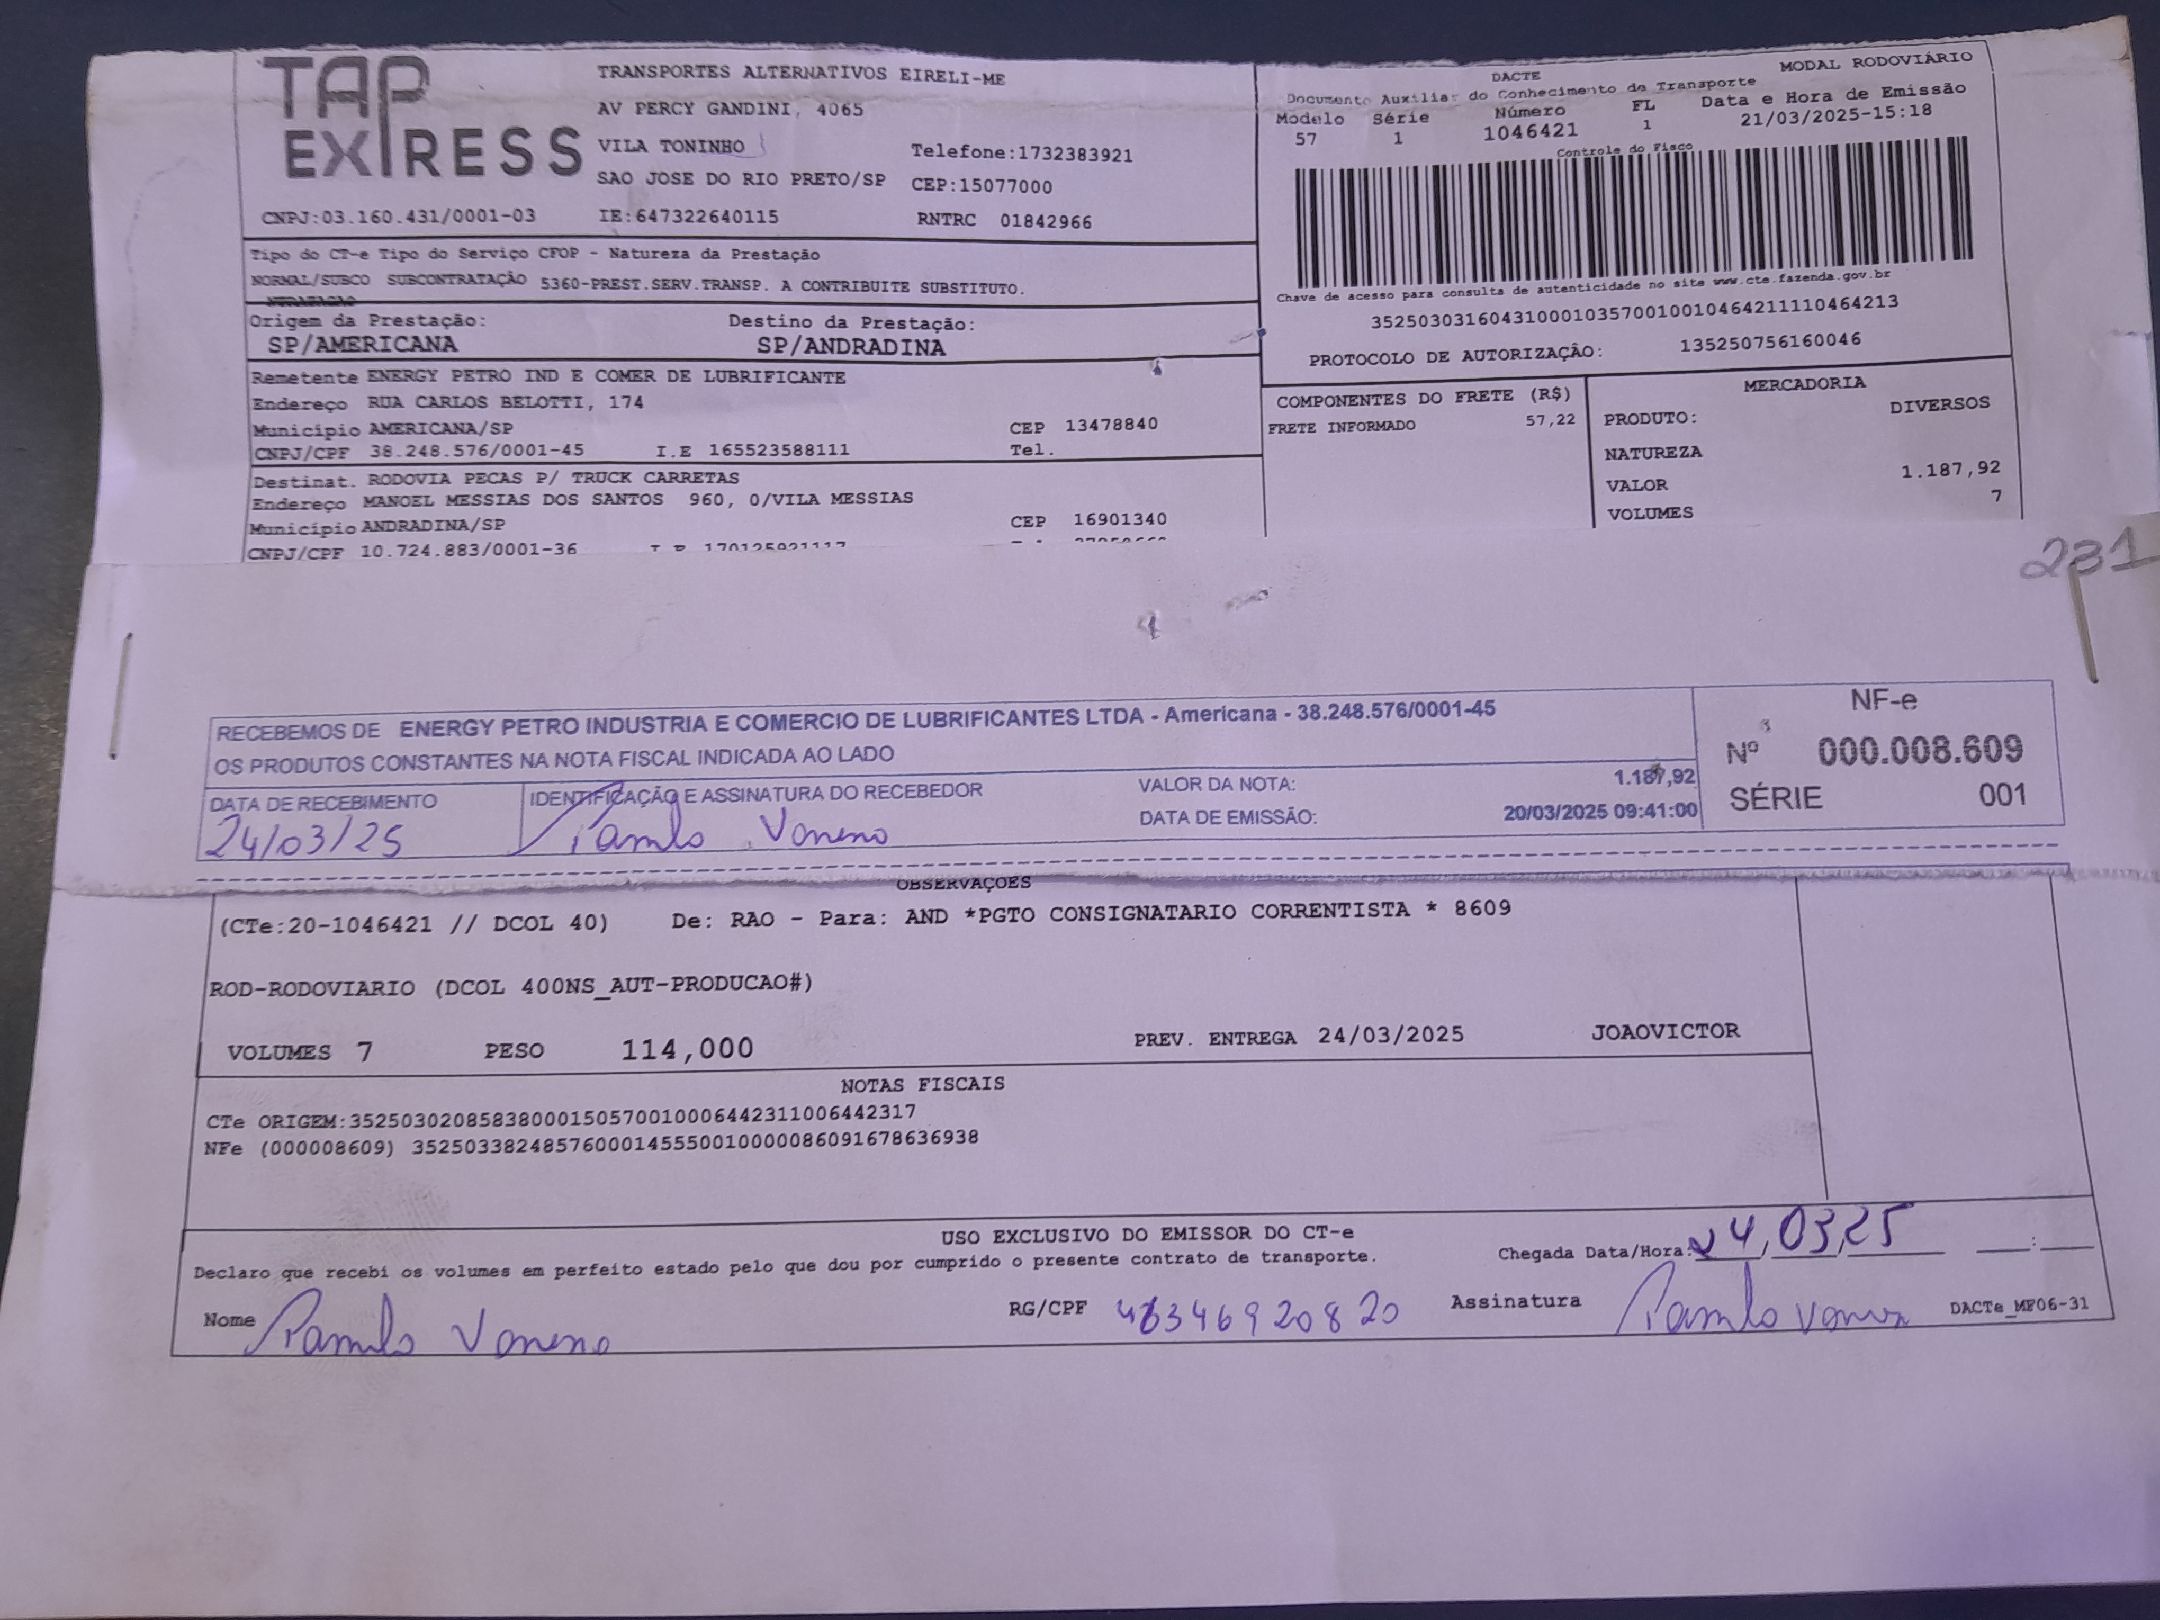 TAP EXPRESS
TRANSPORTES ALTERNATIVOS EIRELI-ME
AV PERCY GANDINI, 4065
VILA TONINHO
Telefone:1732383921
SAO JOSE DO RIO PRETO/SP CEP:15077000
CNPJ:03.160.431/0001-03 IE:647322640115 RNTRC 01842966
MODAL RODOVIÁRIO
DACTE
Documento Auxiliar do Conhecimento de Transporte
Modelo Série Número FL Data e Hora de Emissão
57 1 1046421 1 21/03/2025-15:18
Controle do Fisco
Chave de acesso para consulta de autenticidade no site www.cte.fazenda.gov.br
35250303160431000103570010010464211110464213
PROTOCOLO DE AUTORIZAÇÃO: 135250756160046
Tipo do CT-e Tipo do Serviço CFOP - Natureza da Prestação
NORMAL/SUBCO SUBCONTRATAÇÃO 5360-PREST.SERV.TRANSP. A CONTRIBUITE SUBSTITUTO.
NTRATAÇÃO
Origem da Prestação: Destino da Prestação:
SP/AMERICANA SP/ANDRADINA
Remetente ENERGY PETRO IND E COMER DE LUBRIFICANTE
Endereço RUA CARLOS BELOTTI, 174
Município AMERICANA/SP CEP 13478840
CNPJ/CPF 38.248.576/0001-45 I.E 165523588111 Tel.
Destinat. RODOVIA PECAS P/ TRUCK CARRETAS
Endereço MANOEL MESSIAS DOS SANTOS 960, 0/VILA MESSIAS
Município ANDRADINA/SP CEP 16901340
CNPJ/CPF 10.724.883/0001-36
COMPONENTES DO FRETE (R$)
FRETE INFORMADO 57,22
MERCADORIA
PRODUTO: DIVERSOS
NATUREZA
VALOR 1.187,92
VOLUMES 7
231
RECEBEMOS DE ENERGY PETRO INDUSTRIA E COMERCIO DE LUBRIFICANTES LTDA - Americana - 38.248.576/0001-45
OS PRODUTOS CONSTANTES NA NOTA FISCAL INDICADA AO LADO
DATA DE RECEBIMENTO
24/03/25
IDENTIFICAÇÃO E ASSINATURA DO RECEBEDOR
VALOR DA NOTA: 1.187,92
DATA DE EMISSÃO: 20/03/2025 09:41:00
NF-e
Nº 000.008.609
SÉRIE 001
OBSERVAÇOES
(CTe:20-1046421 // DCOL 40) De: RAO - Para: AND *PGTO CONSIGNATARIO CORRENTISTA * 8609
ROD-RODOVIARIO (DCOL 400NS_AUT-PRODUCAO#)
VOLUMES 7 PESO 114,000 PREV. ENTREGA 24/03/2025 JOAOVICTOR
NOTAS FISCAIS
CTe ORIGEM:35250302085838000150570010006442311006442317
NFe (000008609) 35250338248576000145550010000086091678636938
USO EXCLUSIVO DO EMISSOR DO CT-e
Declaro que recebi os volumes em perfeito estado pelo que dou por cumprido o presente contrato de transporte.
Chegada Data/Hora: 24,03,25 :
Nome
RG/CPF
Assinatura
DACTe_MF06-31